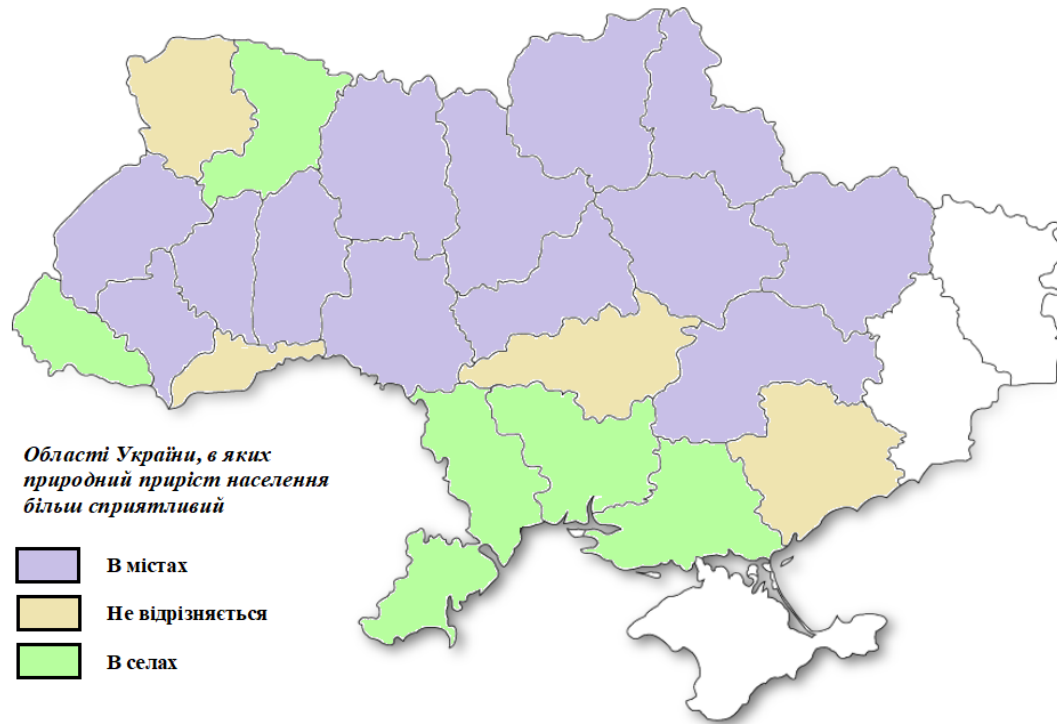 Області України, в яких
природний приріст населення
більш сприятливий
В містах
Не відрізняється
В селах